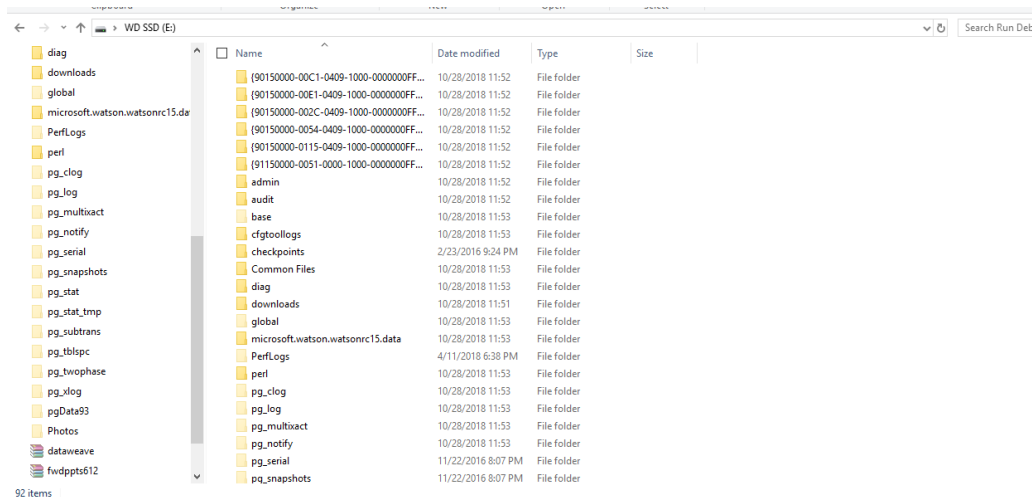 Clipboard Organize New Open Select
WD SSD (E:) Search Run Deb
Name Date modified Type Size
diag
downloads
global
microsoft.watson.watsonrc15.da
PerfLogs
perl
pg_clog
pg_log
pg_multixact
pg_notify
pg_serial
pg_snapshots
pg_stat
pg_stat_tmp
pg_subtrans
pg_tblspc
pg_twophase
pg_xlog
pgData93
Photos
dataweave
fwdppts612
{90150000-00C1-0409-1000-0000000FF... 10/28/2018 11:52 File folder
{90150000-00E1-0409-1000-0000000FF... 10/28/2018 11:52 File folder
{90150000-002C-0409-1000-0000000FF... 10/28/2018 11:52 File folder
{90150000-0054-0409-1000-0000000FF... 10/28/2018 11:52 File folder
{90150000-0115-0409-1000-0000000FF... 10/28/2018 11:52 File folder
{91150000-0051-0000-1000-0000000FF... 10/28/2018 11:52 File folder
admin 10/28/2018 11:52 File folder
audit 10/28/2018 11:52 File folder
base 10/28/2018 11:53 File folder
cfgtoollogs 10/28/2018 11:53 File folder
checkpoints 2/23/2016 9:24 PM File folder
Common Files 10/28/2018 11:53 File folder
diag 10/28/2018 11:53 File folder
downloads 10/28/2018 11:51 File folder
global 10/28/2018 11:53 File folder
microsoft.watson.watsonrc15.data 10/28/2018 11:53 File folder
PerfLogs 4/11/2018 6:38 PM File folder
perl 10/28/2018 11:53 File folder
pg_clog 10/28/2018 11:53 File folder
pg_log 10/28/2018 11:53 File folder
pg_multixact 10/28/2018 11:53 File folder
pg_notify 10/28/2018 11:53 File folder
pg_serial 11/22/2016 8:07 PM File folder
pg_snapshots 11/22/2016 8:07 PM File folder
92 items